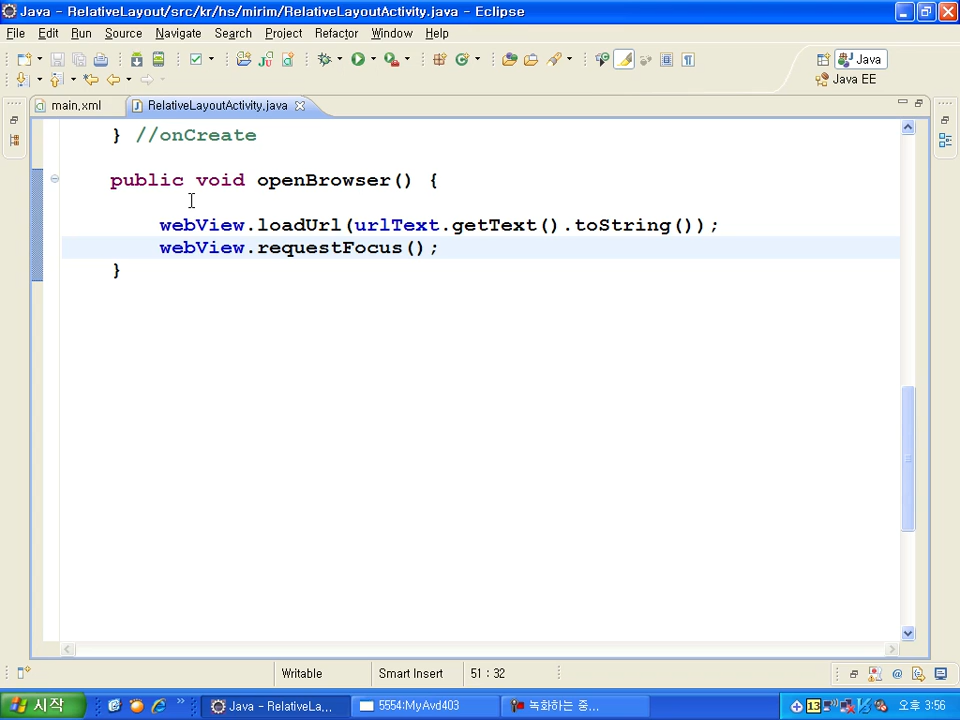 Java - RelativeLayout/src/kr/hs/mirim/RelativeLayoutActivity.java - Eclipse
File Edit Run Source Navigate Search Project Refactor Window Help
Java
Java EE
main.xml RelativeLayoutActivity.java
} //onCreate
public void openBrowser() {
webView.loadUrl(urlText.getText().toString());
webView.requestFocus();
}
Writable Smart Insert 51 : 32
시작 Java - RelativeLa... 5554:MyAvd403 녹화하는 중... 13 오후 3:56